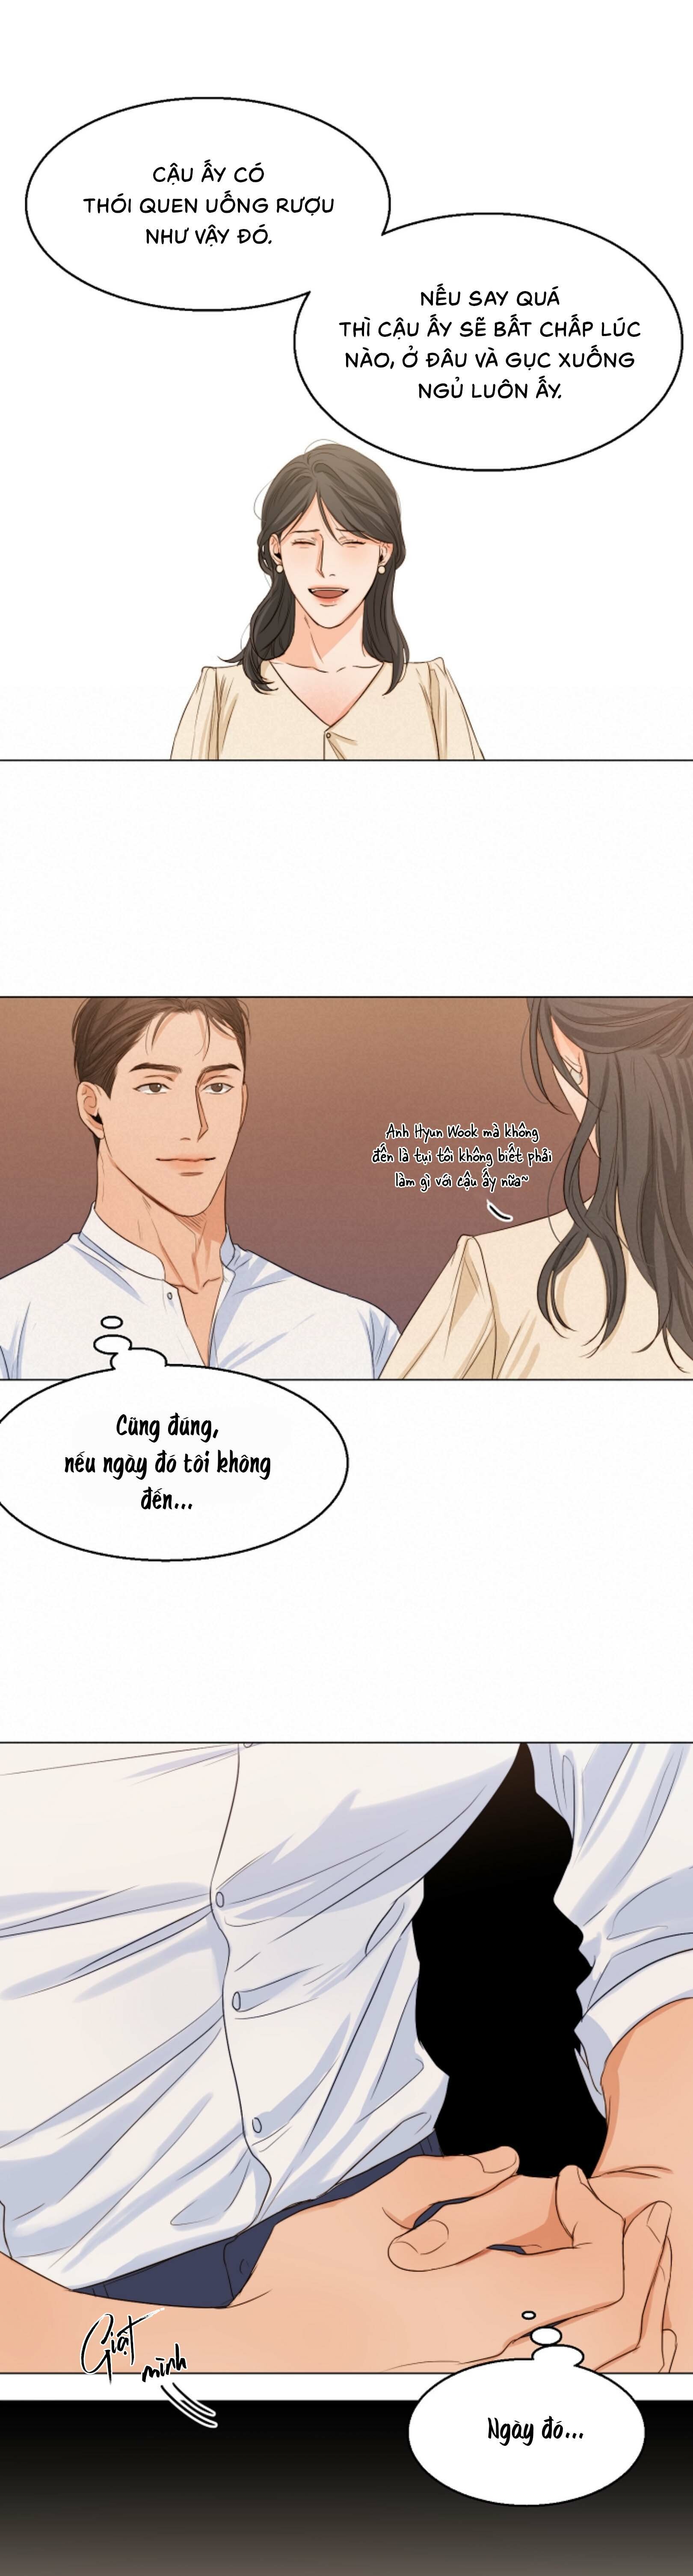 CẬU ẤY CÓ
THÓI QUEN UỐNG RƯỢU
NHƯ VẬY ĐÓ.
NẾU SAY QUÁ
THÌ CẬU ẤY SẼ BẤT CHẤP LÚC
NÀO, Ở ĐÂU VÀ GỤC XUỐNG
NGỦ LUÔN ẤY.
Anh Hyun Wook mà không
đến là tụi tôi không biết phải
làm gì với cậu ấy nữa~
Cũng đúng,
nếu ngày đó tôi không
đến...
Giật
mình
Ngày đó...